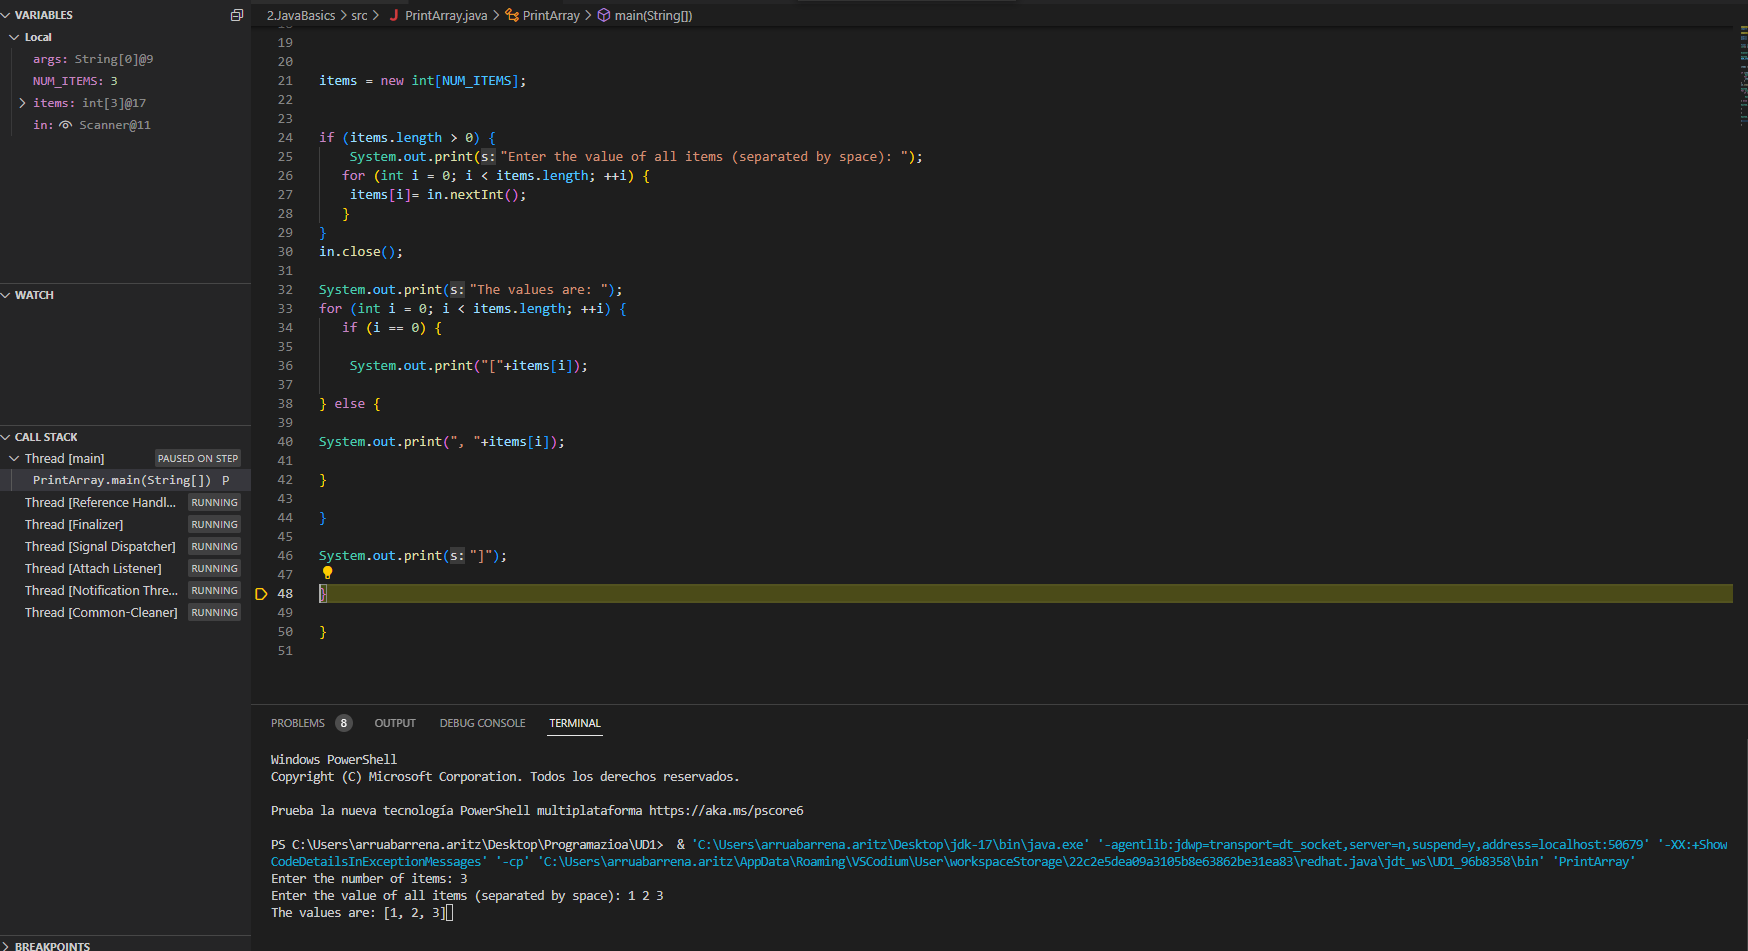 VARIABLES
Local
args: String[0]@9
NUM_ITEMS: 3
items: int[3]@17
in: Scanner@11
WATCH
CALL STACK
Thread [main] PAUSED ON STEP
PrintArray.main(String[]) P
Thread [Reference Handl... RUNNING
Thread [Finalizer] RUNNING
Thread [Signal Dispatcher] RUNNING
Thread [Attach Listener] RUNNING
Thread [Notification Thre... RUNNING
Thread [Common-Cleaner] RUNNING
BREAKPOINTS
2.JavaBasics > src > J PrintArray.java > PrintArray > main(String[])
19
20
21 items = new int[NUM_ITEMS];
22
23
24 if (items.length > 0) {
25 System.out.print(s: "Enter the value of all items (separated by space): ");
26 for (int i = 0; i < items.length; ++i) {
27 items[i]= in.nextInt();
28 }
29 }
30 in.close();
31
32 System.out.print(s: "The values are: ");
33 for (int i = 0; i < items.length; ++i) {
34 if (i == 0) {
35
36 System.out.print("["+items[i]);
37
38 } else {
39
40 System.out.print(", "+items[i]);
41
42 }
43
44 }
45
46 System.out.print(s: "]");
47
48 }
49
50 }
51
PROBLEMS 8 OUTPUT DEBUG CONSOLE TERMINAL
Windows PowerShell
Copyright (C) Microsoft Corporation. Todos los derechos reservados.
Prueba la nueva tecnología PowerShell multiplataforma https://aka.ms/pscore6
PS C:\Users\arruabarrena.aritz\Desktop\Programazioa\UD1> & 'C:\Users\arruabarrena.aritz\Desktop\jdk-17\bin\java.exe' '-agentlib:jdwp=transport=dt_socket,server=n,suspend=y,address=localhost:50679' '-XX:+Show
CodeDetailsInExceptionMessages' '-cp' 'C:\Users\arruabarrena.aritz\AppData\Roaming\VSCodium\User\workspaceStorage\22c2e5dea09a3105b8e63862be31ea83\redhat.java\jdt_ws\UD1_96b8358\bin' 'PrintArray'
Enter the number of items: 3
Enter the value of all items (separated by space): 1 2 3
The values are: [1, 2, 3]